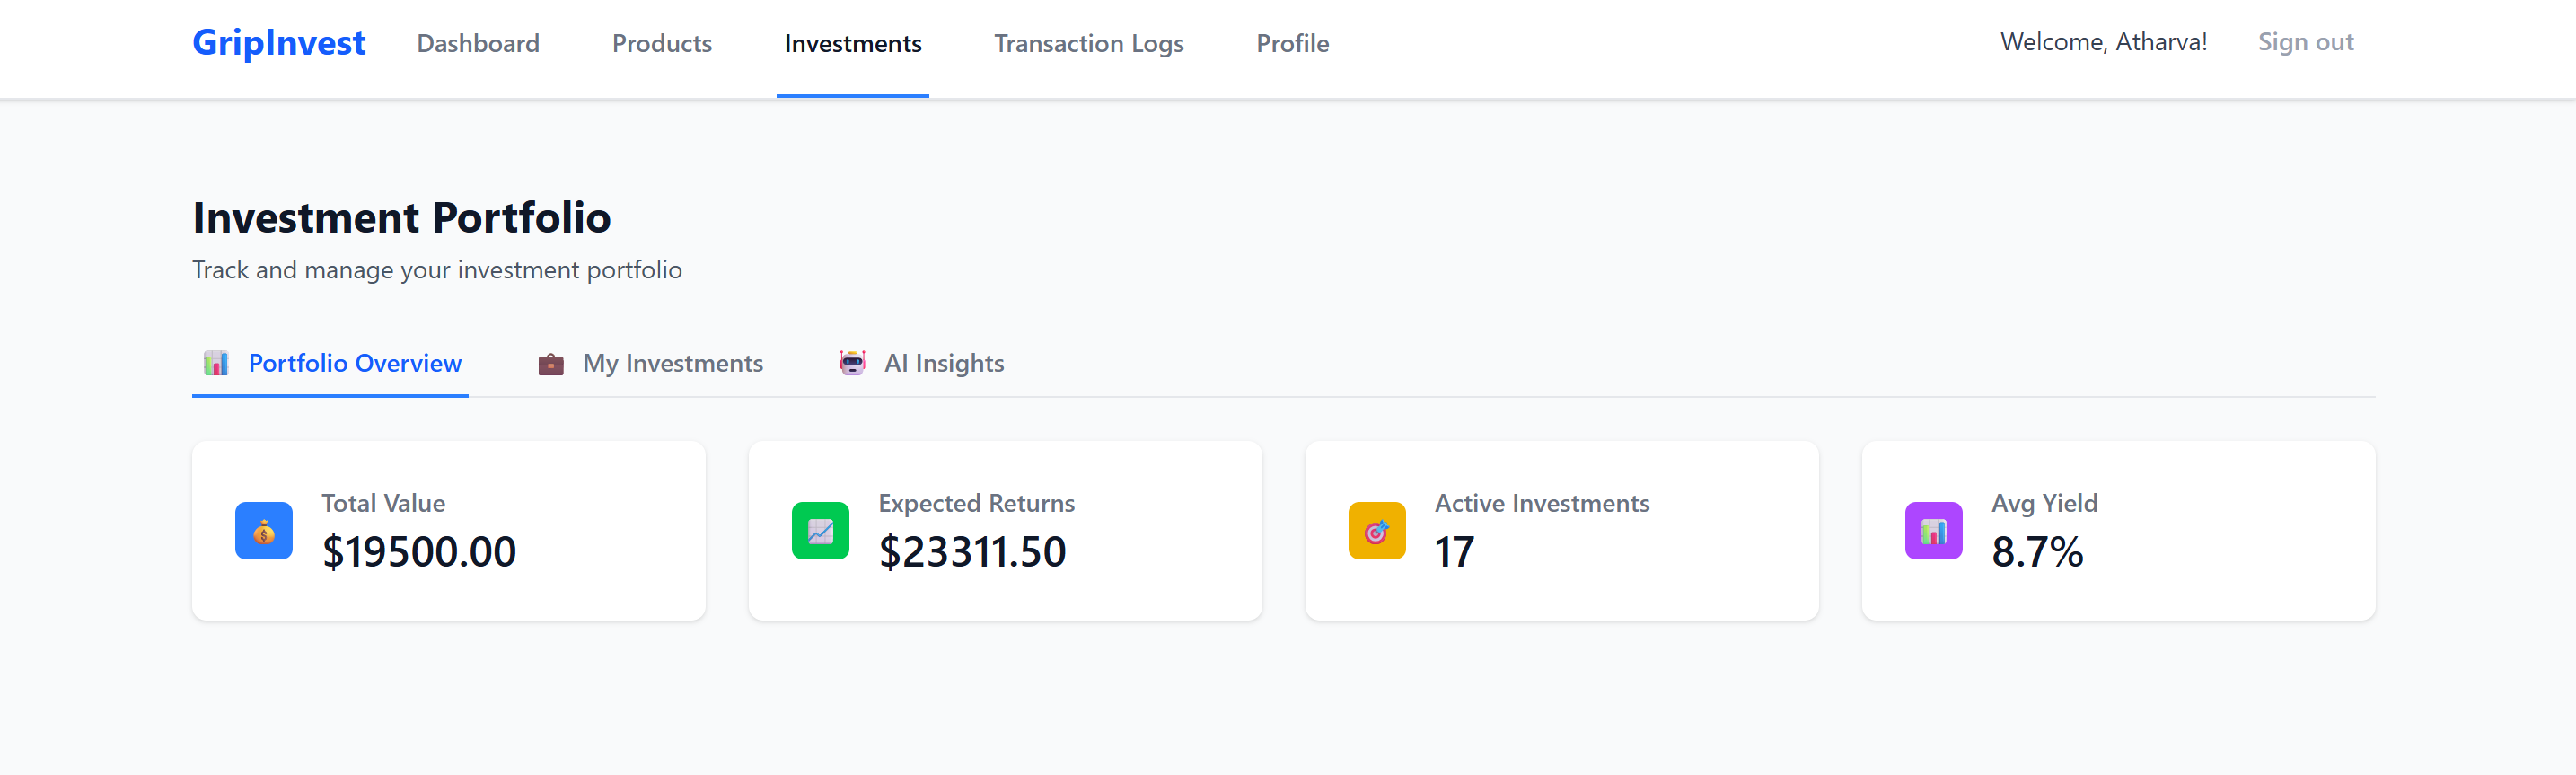 GripInvest Dashboard Products Investments Transaction Logs Profile Welcome, Atharva! Sign out
Investment Portfolio
Track and manage your investment portfolio
Portfolio Overview My Investments AI Insights
Total Value
$19500.00
Expected Returns
$23311.50
Active Investments
17
Avg Yield
8.7%